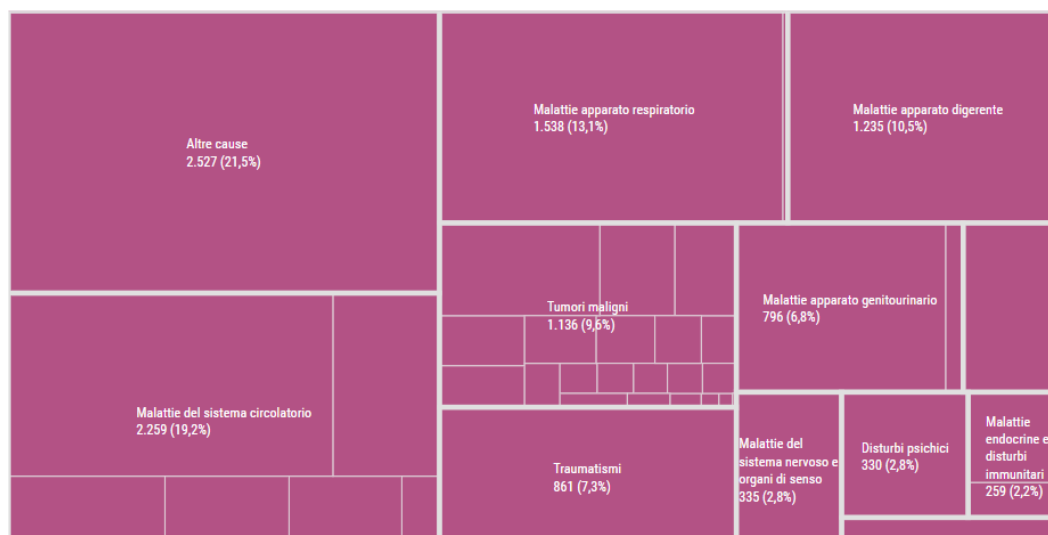 Altre cause
2.527 (21,5%)
Malattie apparato respiratorio
1.538 (13,1%)
Malattie apparato digerente
1.235 (10,5%)
Malattie del sistema circolatorio
2.259 (19,2%)
Tumori maligni
1.136 (9,6%)
Malattie apparato genitourinario
796 (6,8%)
Traumatismi
861 (7,3%)
Malattie del
sistema nervoso e
organi di senso
335 (2,8%)
Disturbi psichici
330 (2,8%)
Malattie
endocrine e
disturbi
immunitari
259 (2,2%)